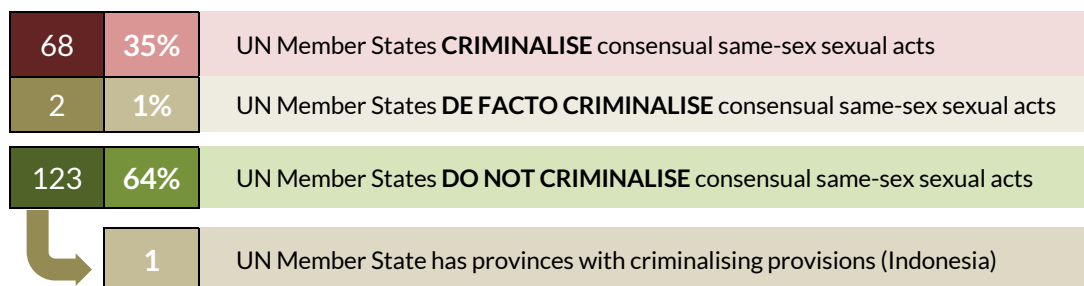 68 35% UN Member States CRIMINALISE consensual same-sex sexual acts
2 1% UN Member States DE FACTO CRIMINALISE consensual same-sex sexual acts
123 64% UN Member States DO NOT CRIMINALISE consensual same-sex sexual acts
1 UN Member State has provinces with criminalising provisions (Indonesia)